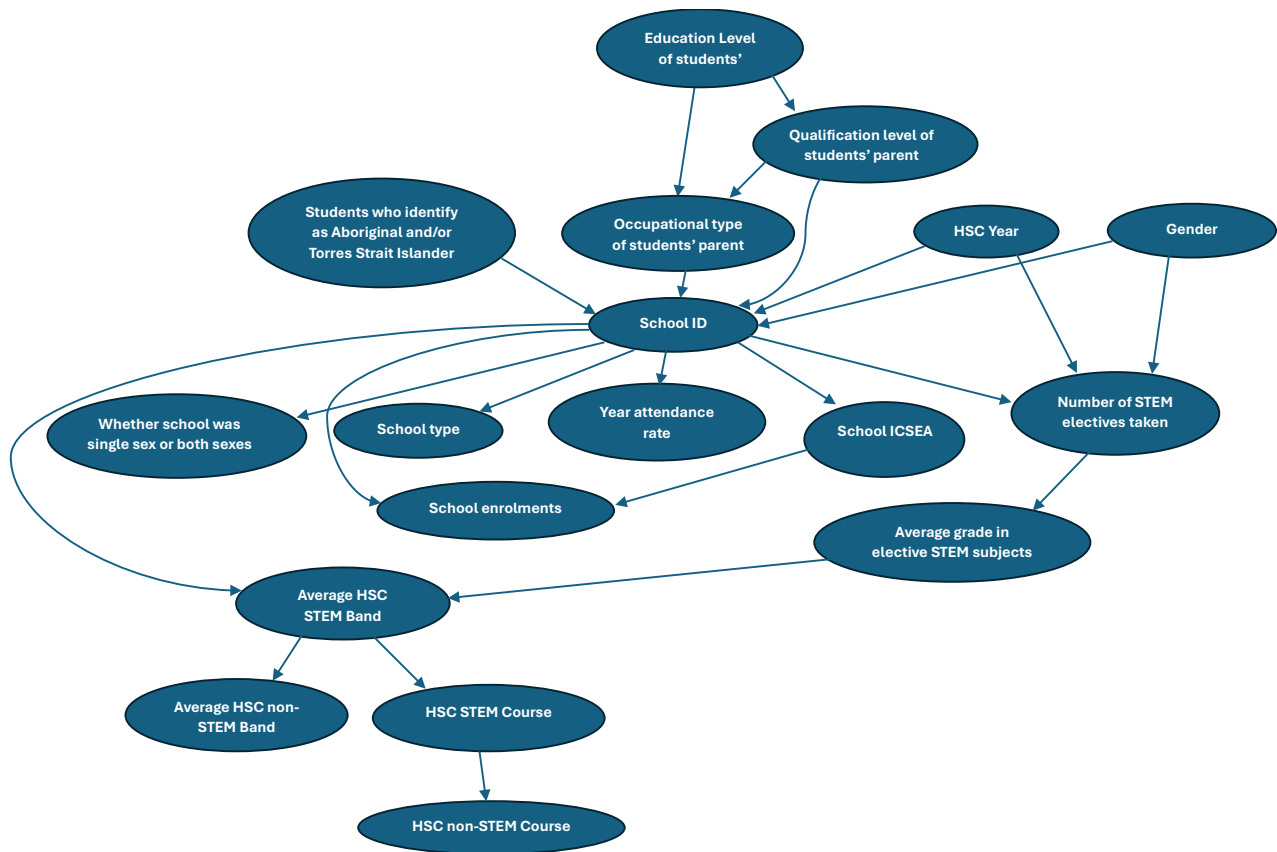 Education Level
of students'
Qualification level of
students' parent
Students who identify
as Aboriginal and/or
Torres Strait Islander
Occupational type
of students' parent
HSC Year
Gender
School ID
Whether school was
single sex or both sexes
School type
Year attendance
rate
School ICSEA
Number of STEM
electives taken
School enrolments
Average grade in
elective STEM subjects
Average HSC
STEM Band
Average HSC non-
STEM Band
HSC STEM Course
HSC non-STEM Course